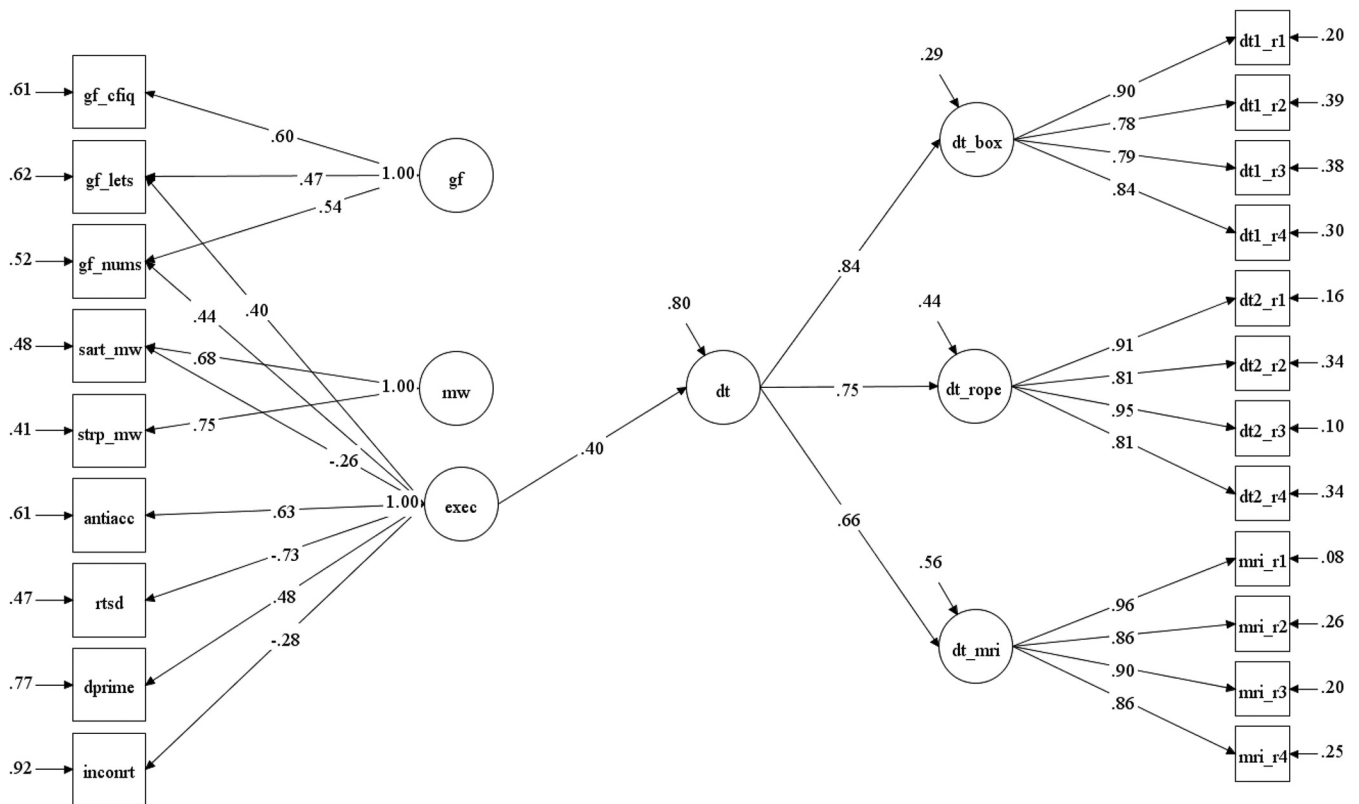 .61
gf_cfiq
.60
.62
gf_lets
.47
1.00
gf
.54
.52
gf_nums
.44
.40
.48
sart_mw
.68
1.00
mw
.41
strp_mw
.75
-.26
.61
antiacc
.63
1.00
exec
.47
rtsd
-.73
.77
dprime
.48
.92
inconrt
-.28
.40
.80
dt
.84
.75
.66
.29
dt_box
.90
.78
.79
.84
dt1_r1
.20
dt1_r2
.39
dt1_r3
.38
dt1_r4
.30
.44
dt_rope
.91
.81
.95
.81
dt2_r1
.16
dt2_r2
.34
dt2_r3
.10
dt2_r4
.34
.56
dt_mri
.96
.86
.90
.86
mri_r1
.08
mri_r2
.26
mri_r3
.20
mri_r4
.25